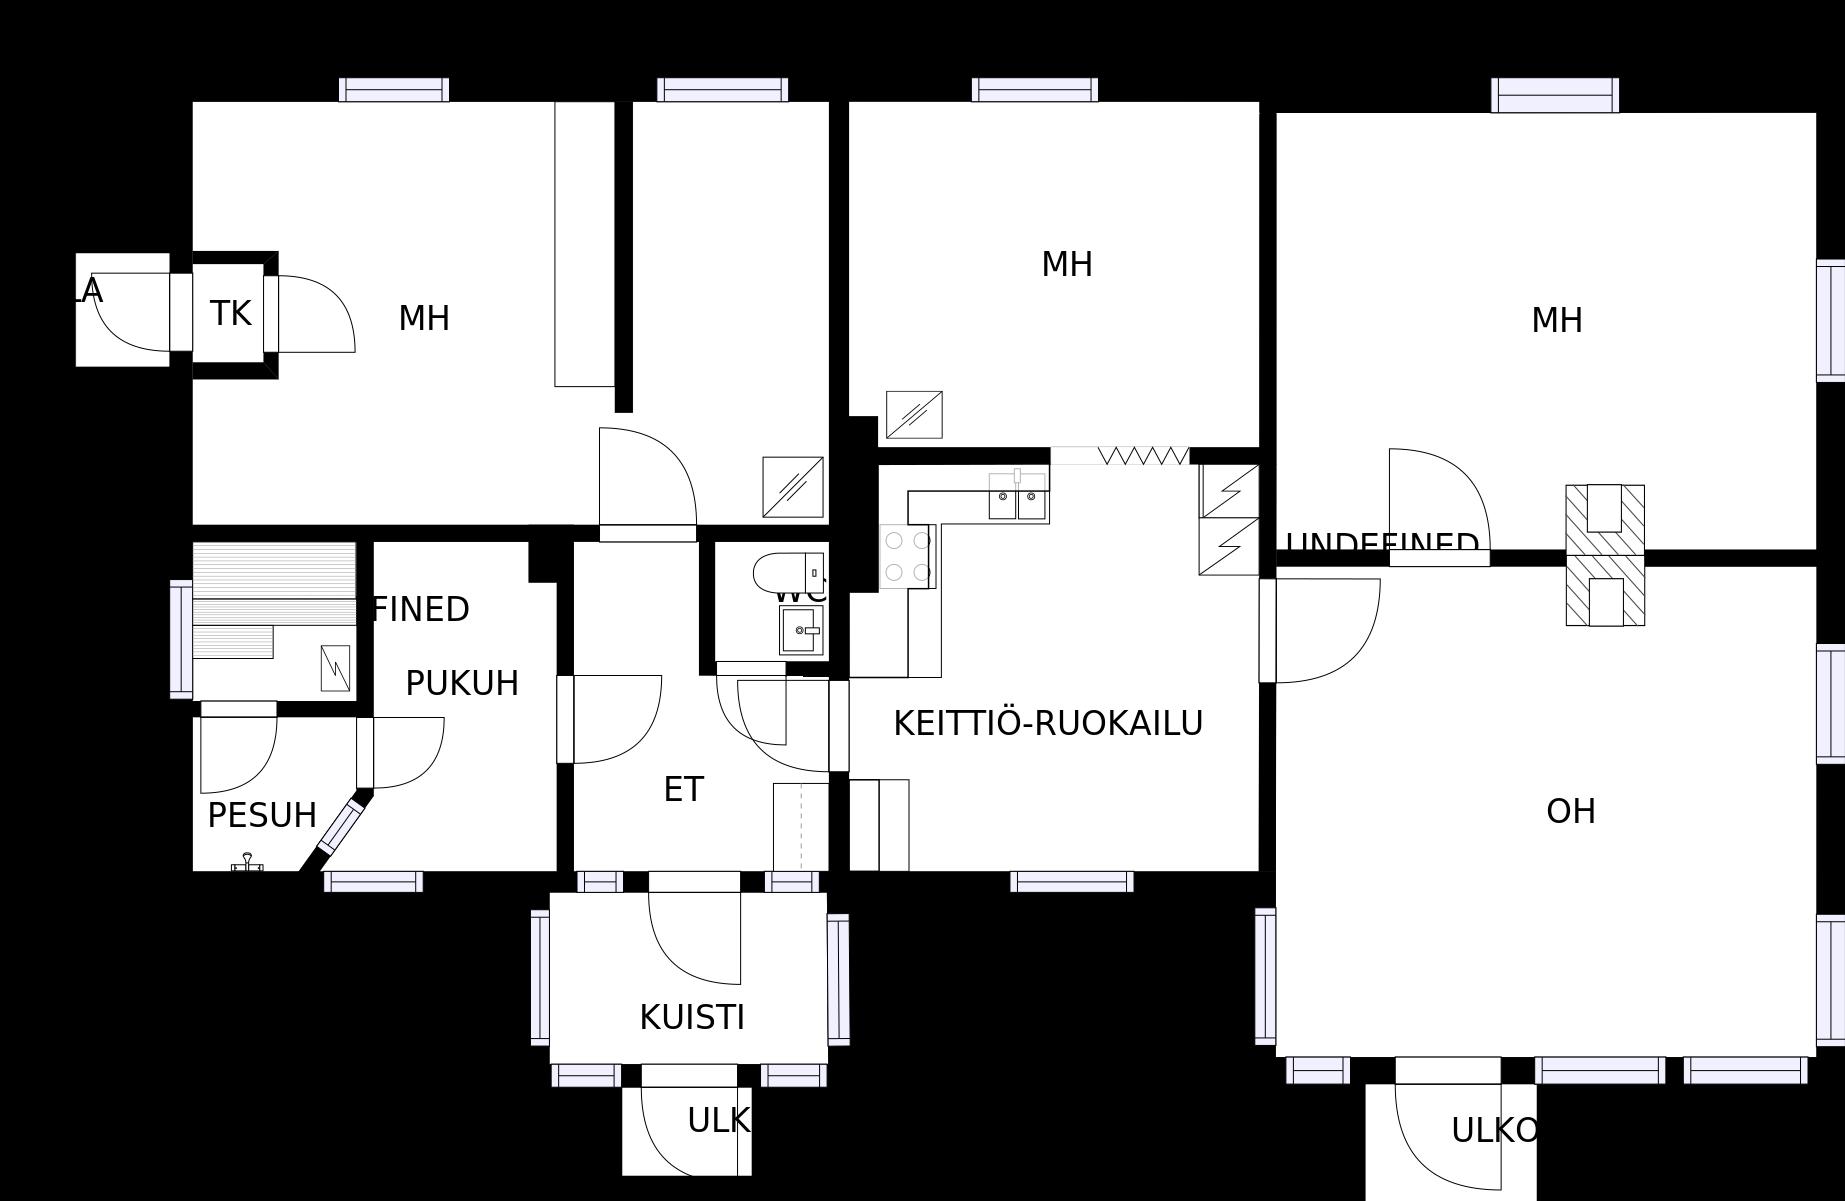 MH
LA
TK
MH
MH
UNDEFINED
WC
FINED
PUKUH
KEITTIÖ-RUOKAILU
ET
OH
PESUH
KUISTI
ULK
ULKO